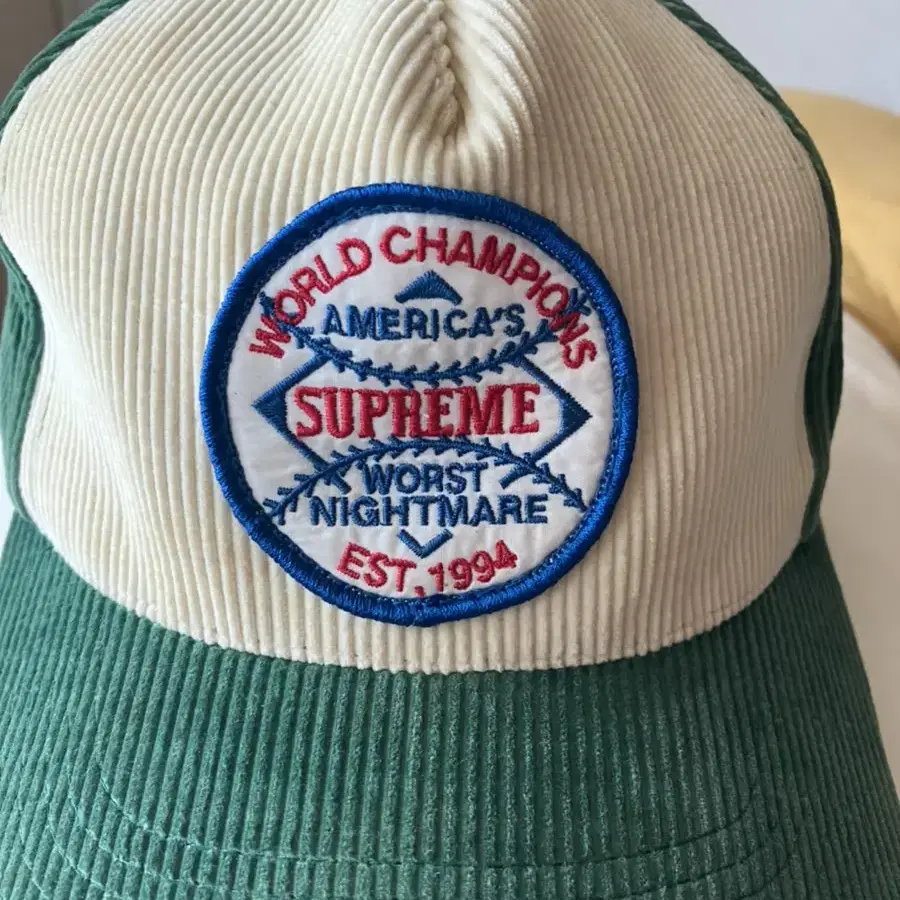 WORLD CHAMPIONS
AMERICA'S
SUPREME
WORST
NIGHTMARE
EST. 1994